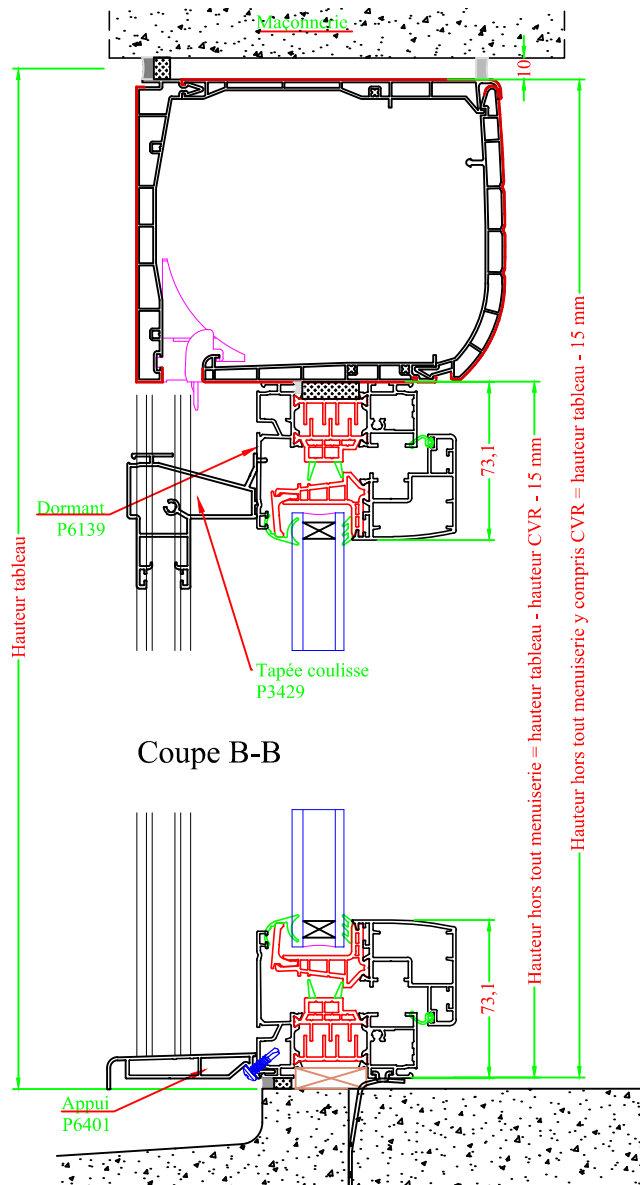 Maçonnerie
10
Hauteur tableau
73,1
Dormant
P6139
Tapée coulisse
P3429
Coupe B-B
Hauteur hors tout menuiserie = hauteur tableau - hauteur CVR - 15 mm
Hauteur hors tout menuiserie y compris CVR = hauteur tableau - 15 mm
73,1
Appui
P6401